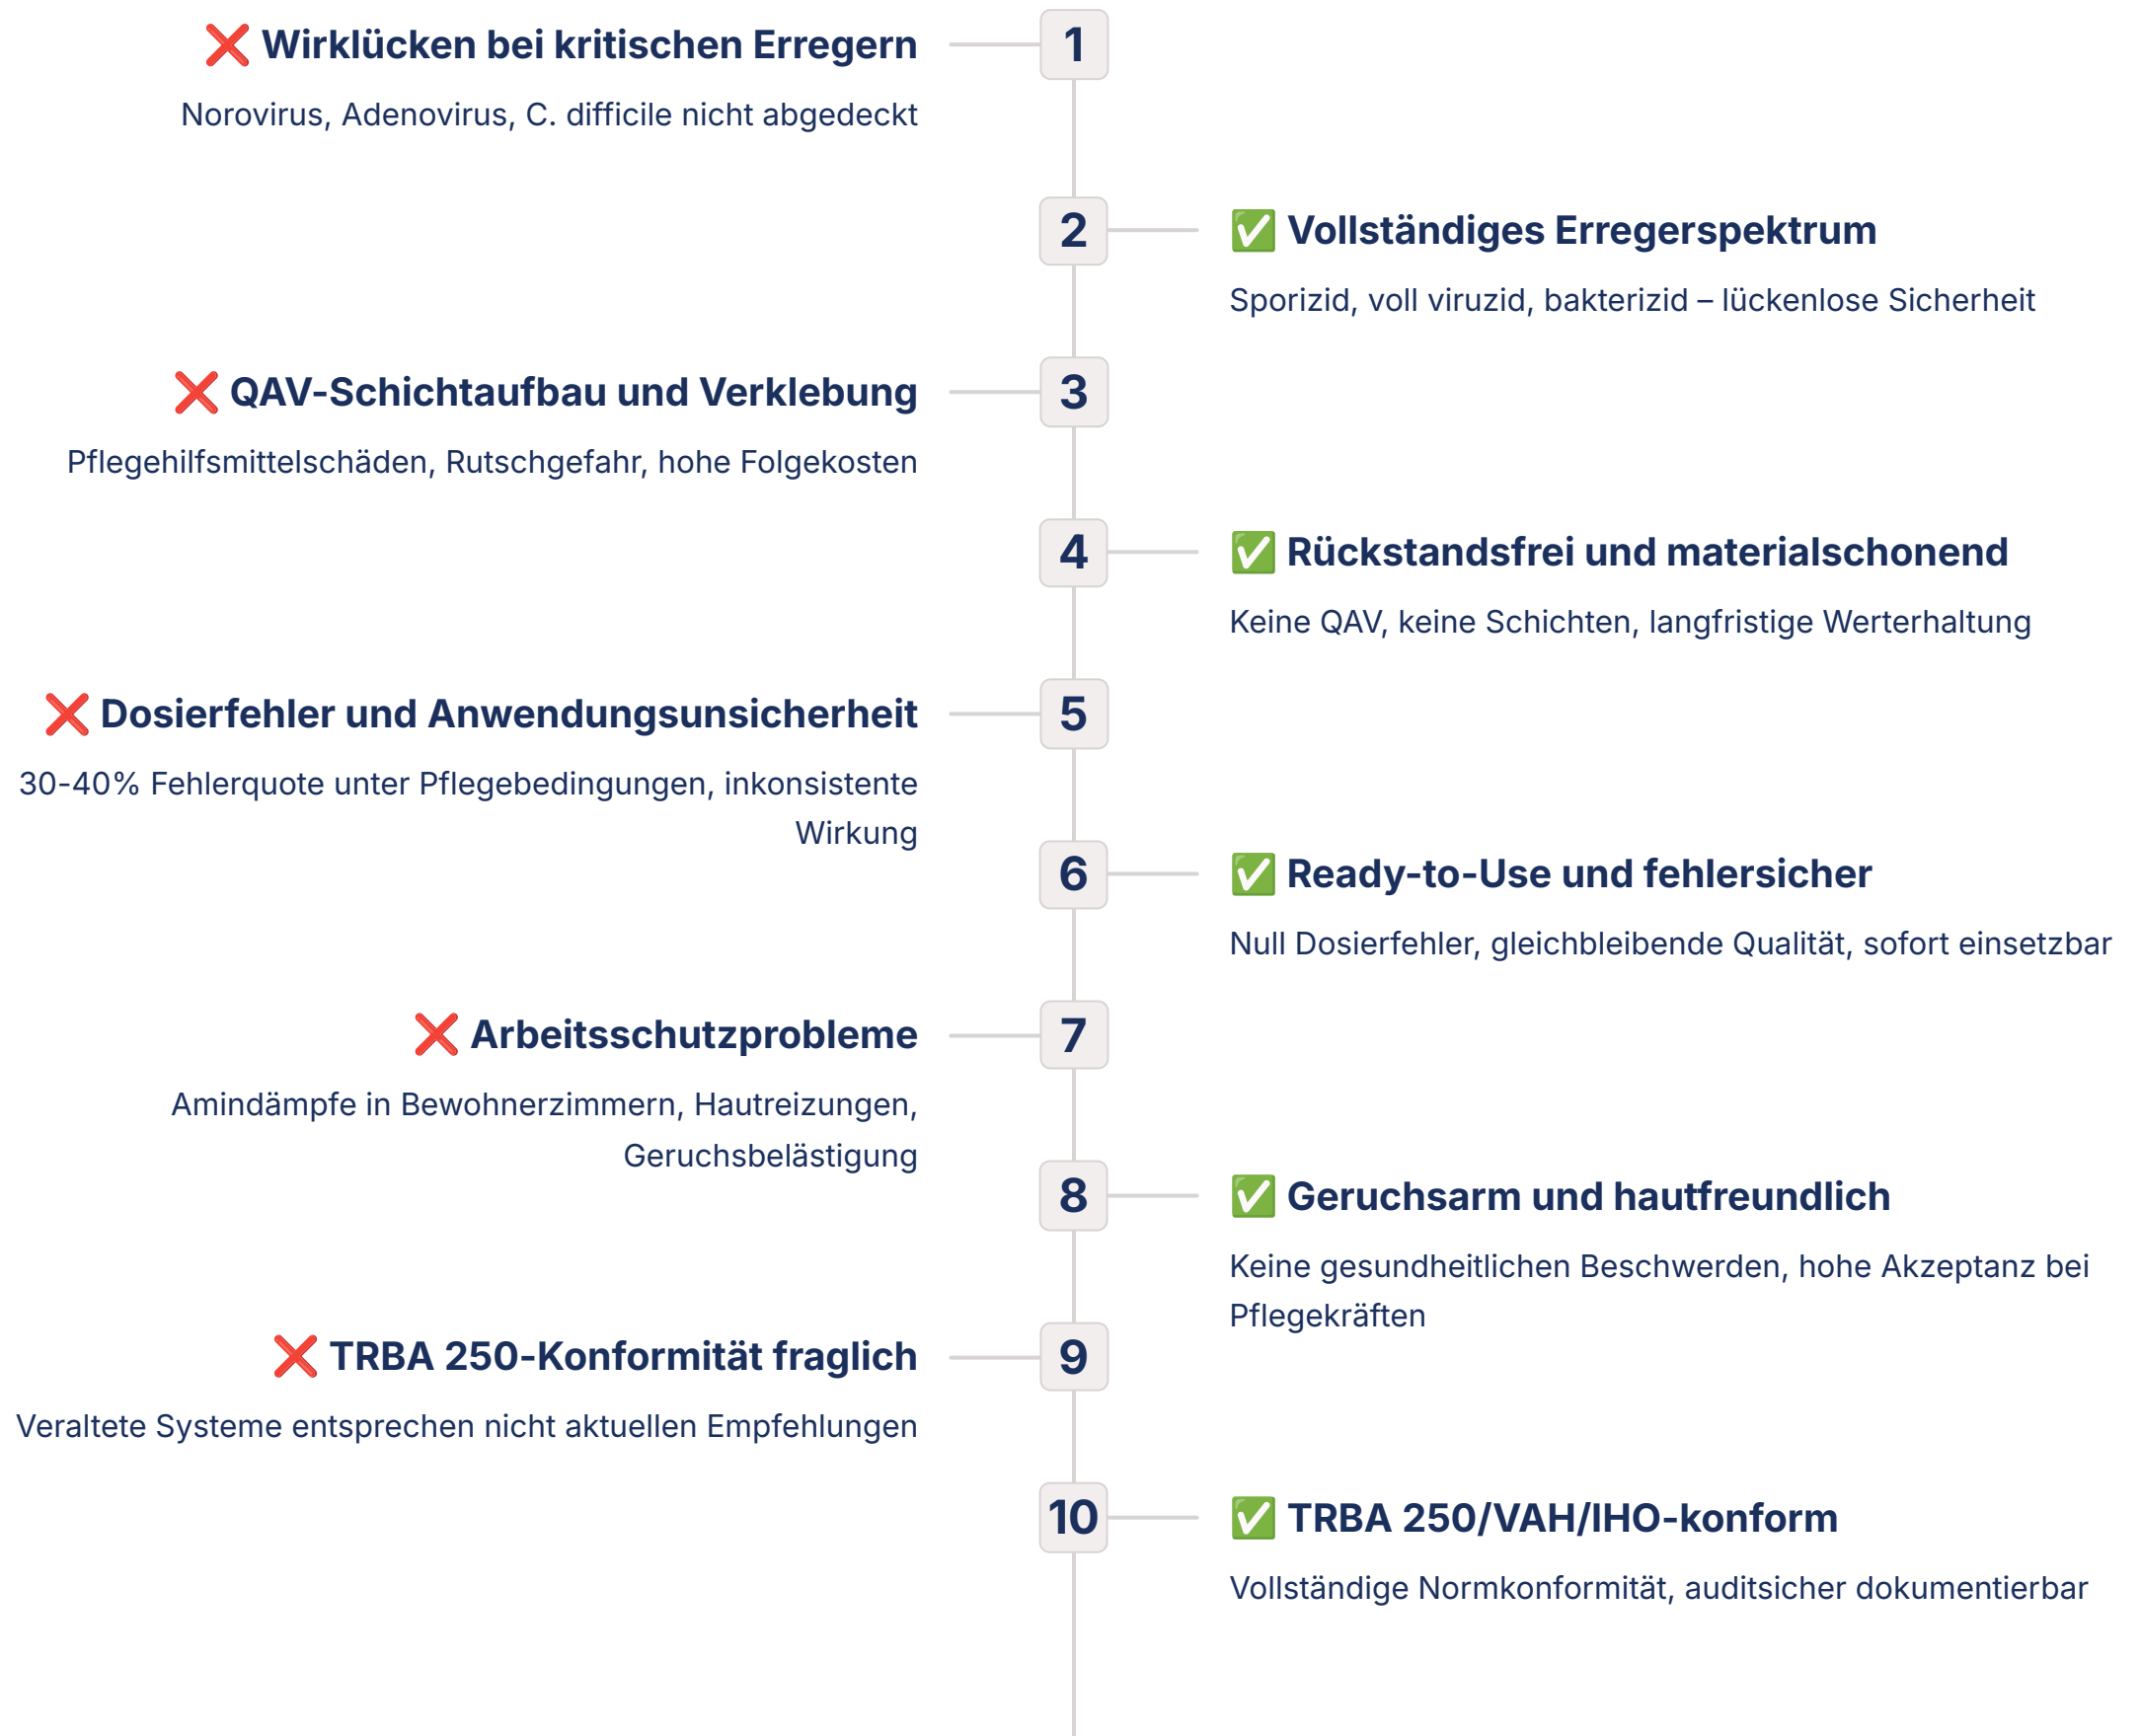 ❌ Wirklücken bei kritischen Erregern
1
Norovirus, Adenovirus, C. difficile nicht abgedeckt
2
✅ Vollständiges Erregerspektrum
Sporizid, voll viruzid, bakterizid – lückenlose Sicherheit
❌ QAV-Schichtaufbau und Verklebung
3
Pflegehilfsmittelschäden, Rutschgefahr, hohe Folgekosten
4
✅ Rückstandsfrei und materialschonend
Keine QAV, keine Schichten, langfristige Werterhaltung
❌ Dosierfehler und Anwendungsunsicherheit
5
30-40% Fehlerquote unter Pflegebedingungen, inkonsistente
Wirkung
6
✅ Ready-to-Use und fehlersicher
Null Dosierfehler, gleichbleibende Qualität, sofort einsetzbar
❌ Arbeitsschutzprobleme
7
Amindämpfe in Bewohnerzimmern, Hautreizungen,
Geruchsbelästigung
8
✅ Geruchsarm und hautfreundlich
Keine gesundheitlichen Beschwerden, hohe Akzeptanz bei
Pflegekräften
❌ TRBA 250-Konformität fraglich
9
Veraltete Systeme entsprechen nicht aktuellen Empfehlungen
10
✅ TRBA 250/VAH/IHO-konform
Vollständige Normkonformität, auditsicher dokumentierbar